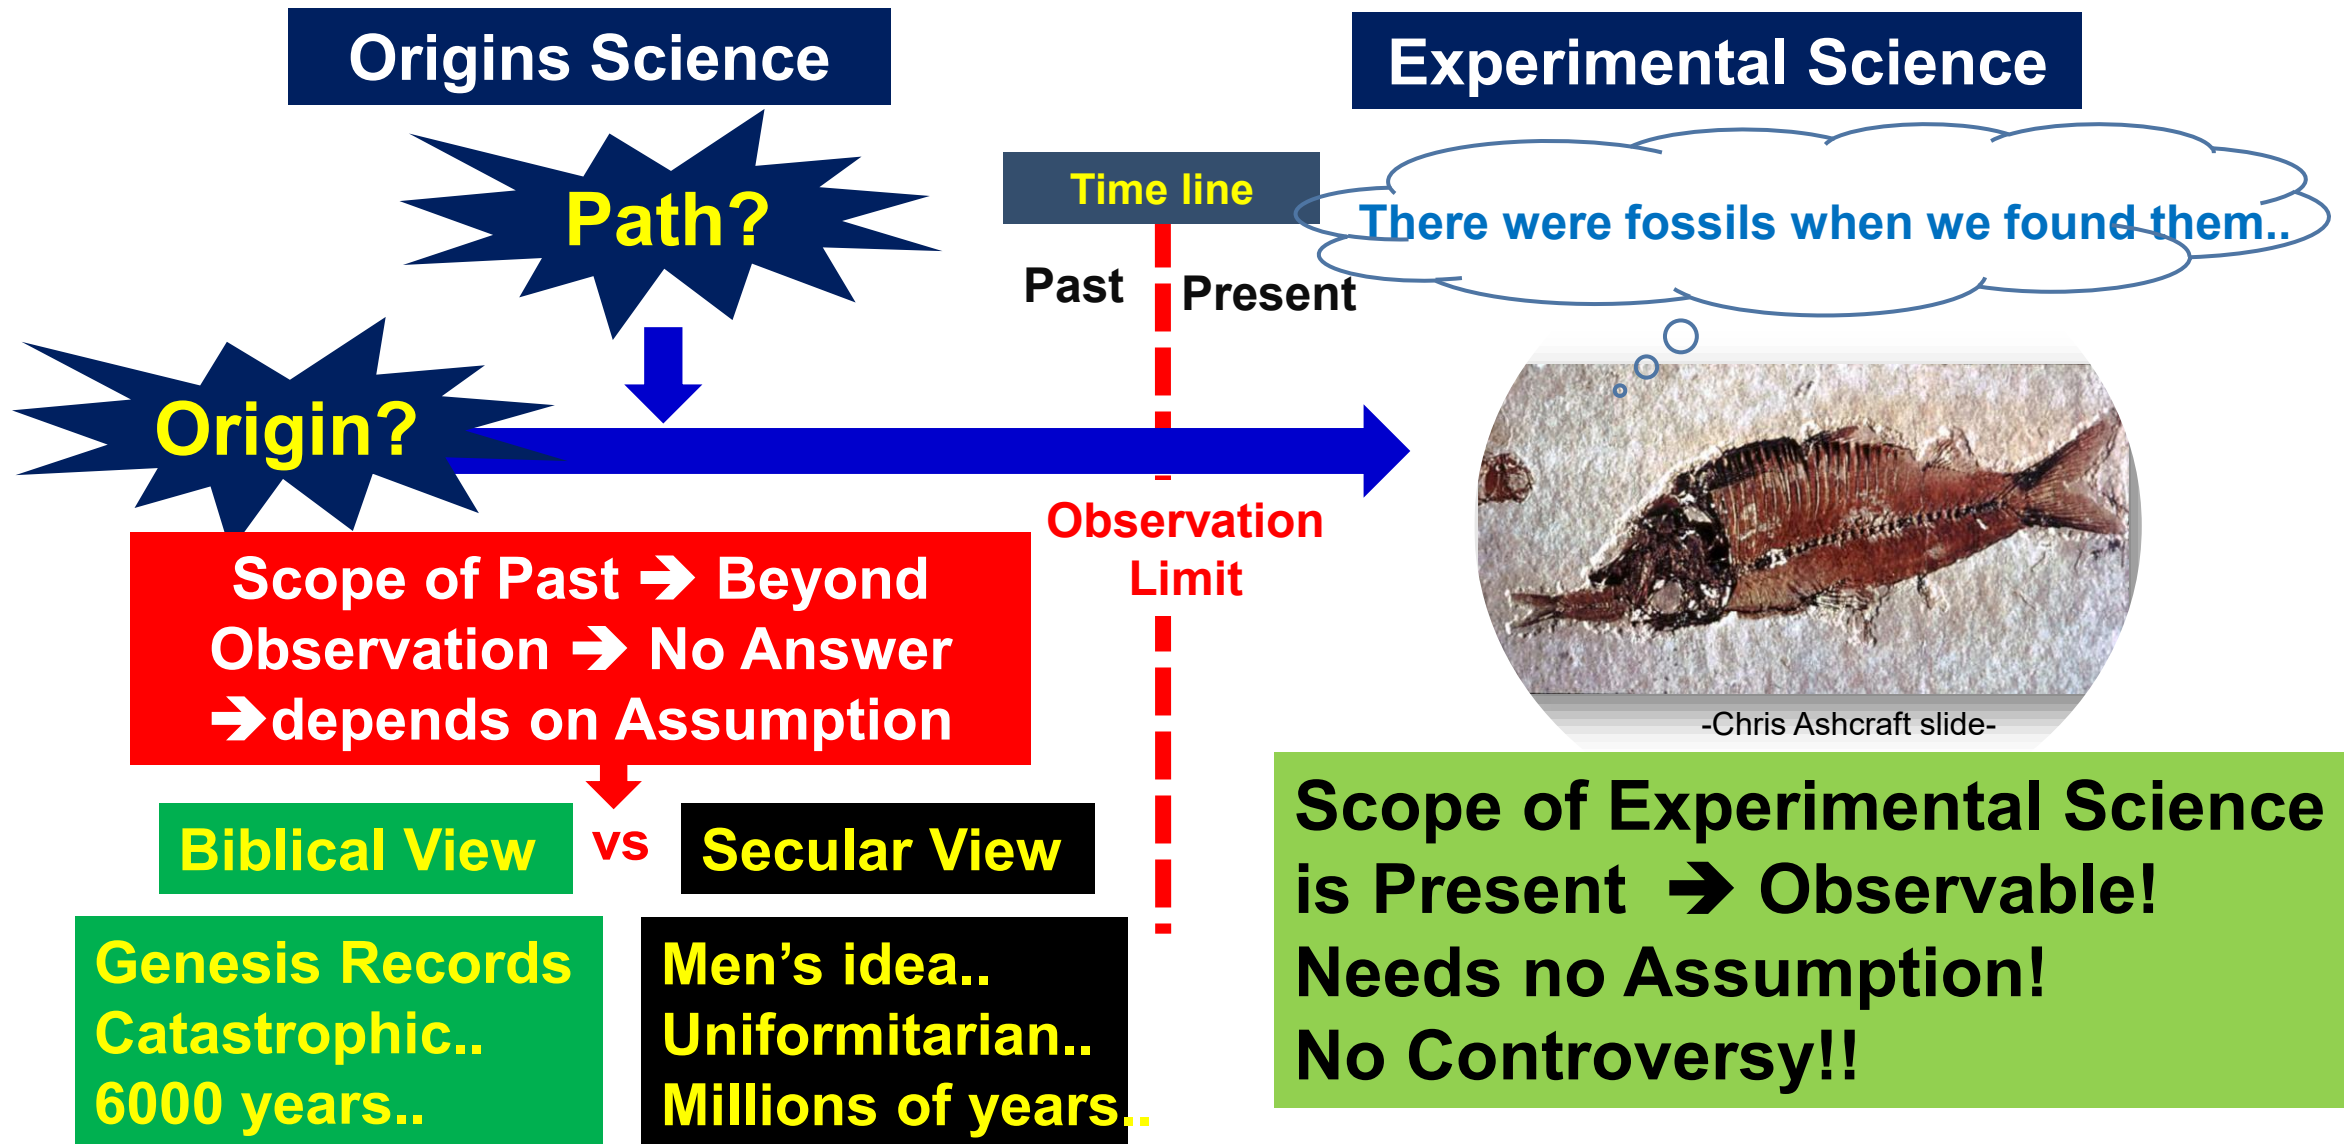 Origins Science
Experimental Science
Path?
Time line
There were fossils when we found them..
Past
Present
Origin?
Observation
Limit
Scope of Past ➔ Beyond
Observation ➔ No Answer
➔depends on Assumption
-Chris Ashcraft slide-
Biblical View
vs
Secular View
Genesis Records
Catastrophic..
6000 years..
Men’s idea..
Uniformitarian..
Millions of years..
Scope of Experimental Science
is Present ➔ Observable!
Needs no Assumption!
No Controversy!!